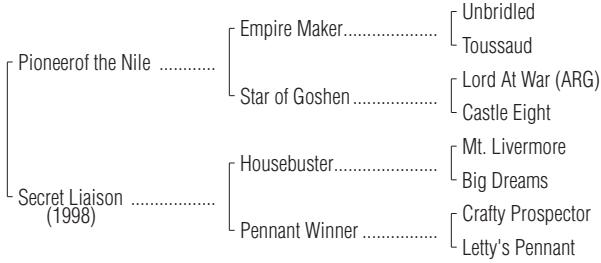 Unbridled
Empire Maker....................
Toussaud
Pioneerof the Nile ............
Lord At War (ARG)
Star of Goshen..................
Castle Eight
Mt. Livermore
Housebuster......................
Big Dreams
Secret Liaison ..................
(1998)
Crafty Prospector
Pennant Winner ................
Letty's Pennant